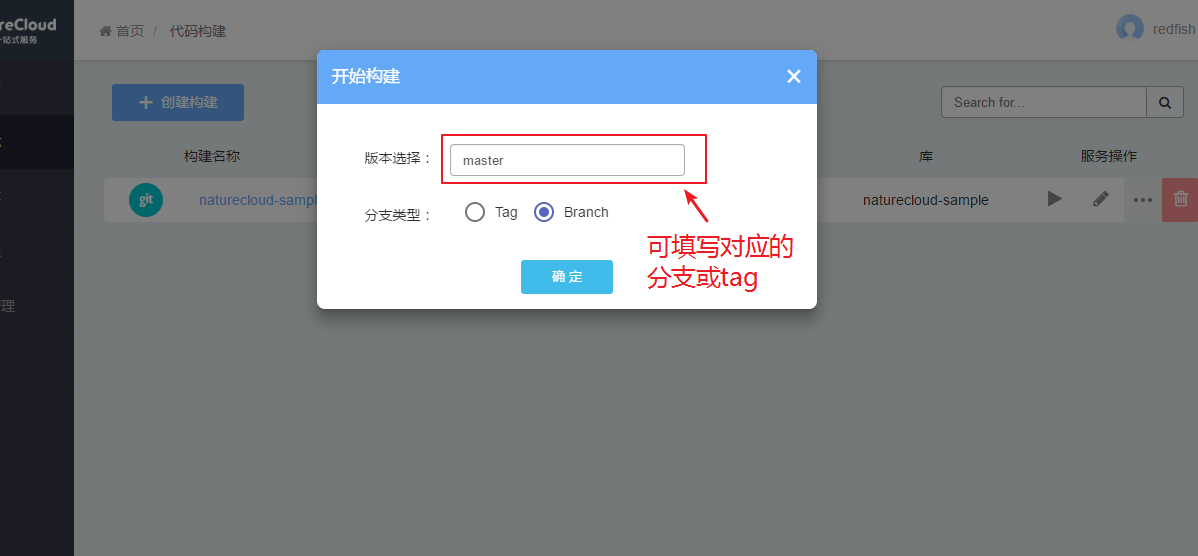 reCloud
站式服务
首页 / 代码构建
redfish
开始构建
创建构建
Search for...
版本选择：
master
构建名称
库
服务操作
git
naturecloud-sampl
naturecloud-sample
分支类型：
Tag
Branch
可填写对应的
分支或tag
确 定
理